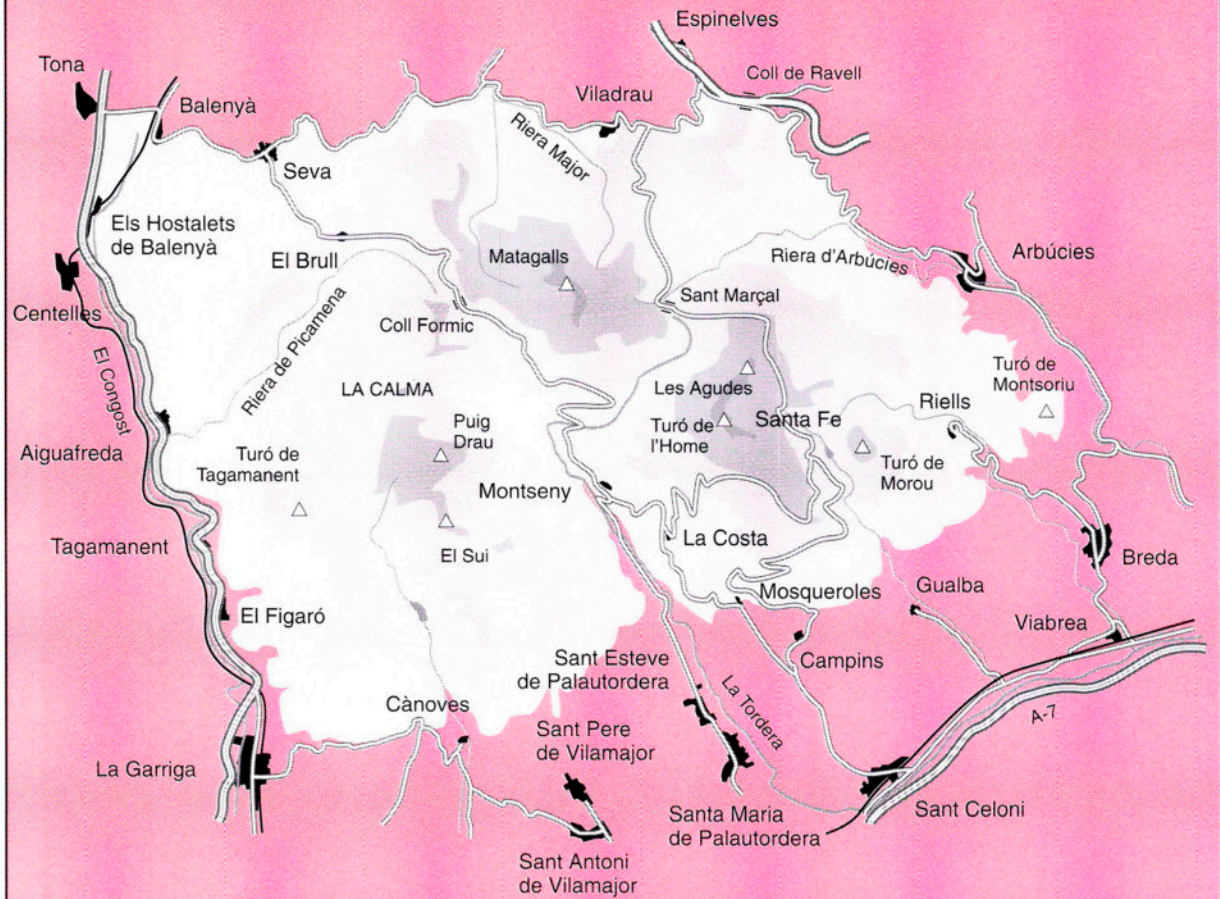 Espinelves
Tona
Coll de Ravell
Viladrau
Balenyà
Riera Major
Seva
Els Hostalets
de Balenyà
Arbúcies
El Brull
Matagalls
Riera d'Arbúcies
Sant Marçal
Centelles
Coll Formic
El Congost
Riera de Picamena
Turó de
Montsoriu
LA CALMA
Les Agudes
Riells
Puig
Drau
Turó de
l'Home
Santa Fe
Aiguafreda
Turó de
Tagamanent
Turó de
Morou
Montseny
La Costa
Tagamanent
El Sui
Breda
Mosqueroles
Gualba
El Figaró
Viabrea
Sant Esteve
de Palautordera
Campins
La Tordera
Cànoves
A-7
Sant Pere
de Vilamajor
La Garriga
Santa Maria
de Palautordera
Sant Celoni
Sant Antoni
de Vilamajor